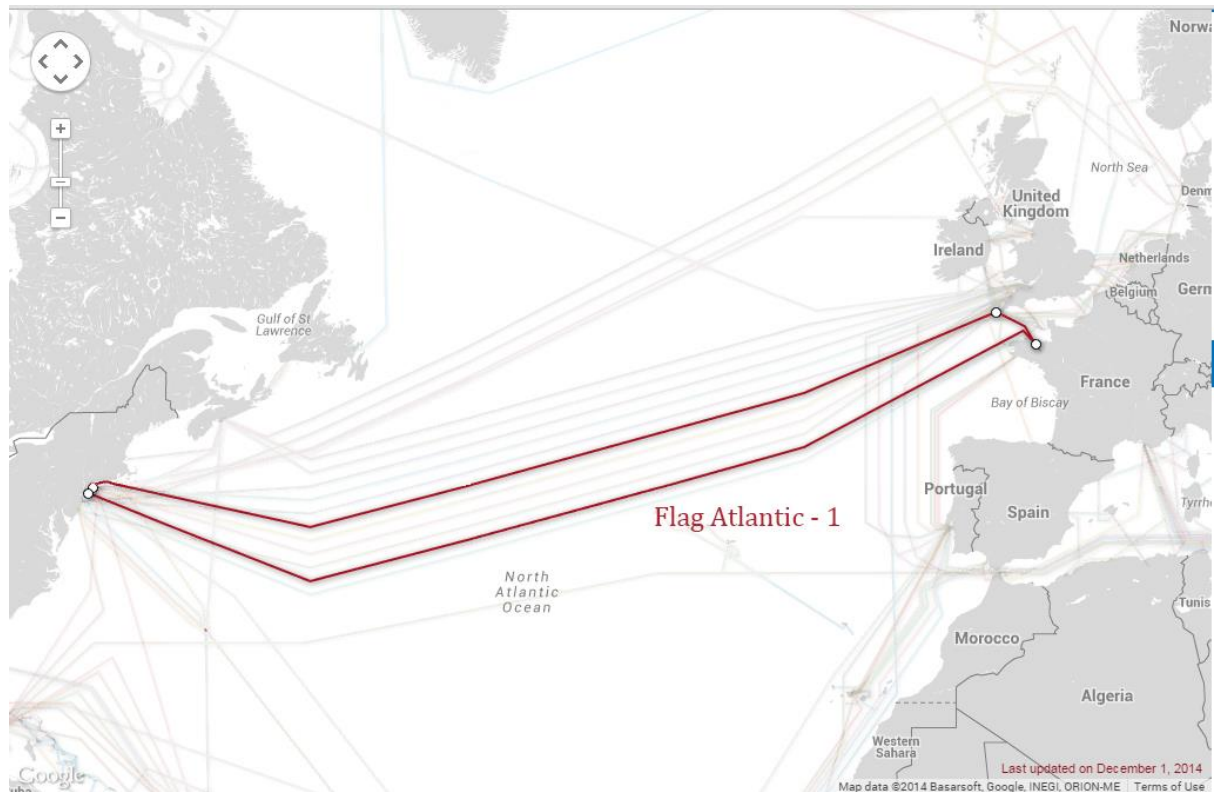 Norwa
North Sea
United
Kingdom
Denm
Ireland
Netherlands
Belgium
Germ
Gulf of St
Lawrence
France
Bay of Biscay
Portugal
Spain
Tyrrhe
Flag Atlantic - 1
North
Atlantic
Ocean
Tunis
Morocco
Algeria
Western
Sahara
Last updated on December 1, 2014
Google
uba
Map data ©2014 Basarsoft, Google, INEGI, ORION-ME
Terms of Use